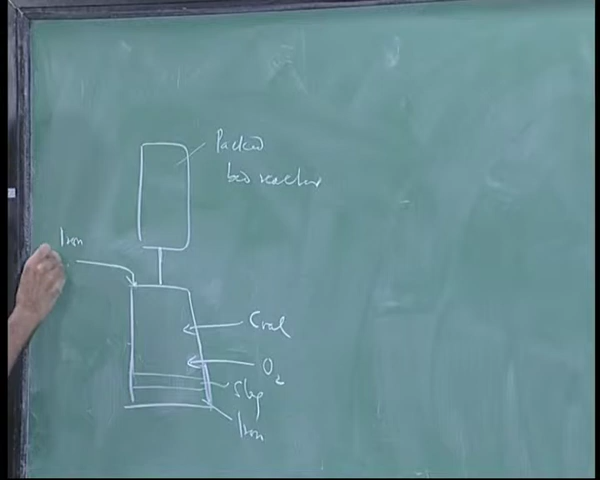 Packed
bed reactor
Iron
Coal
O₂
Slag
Iron